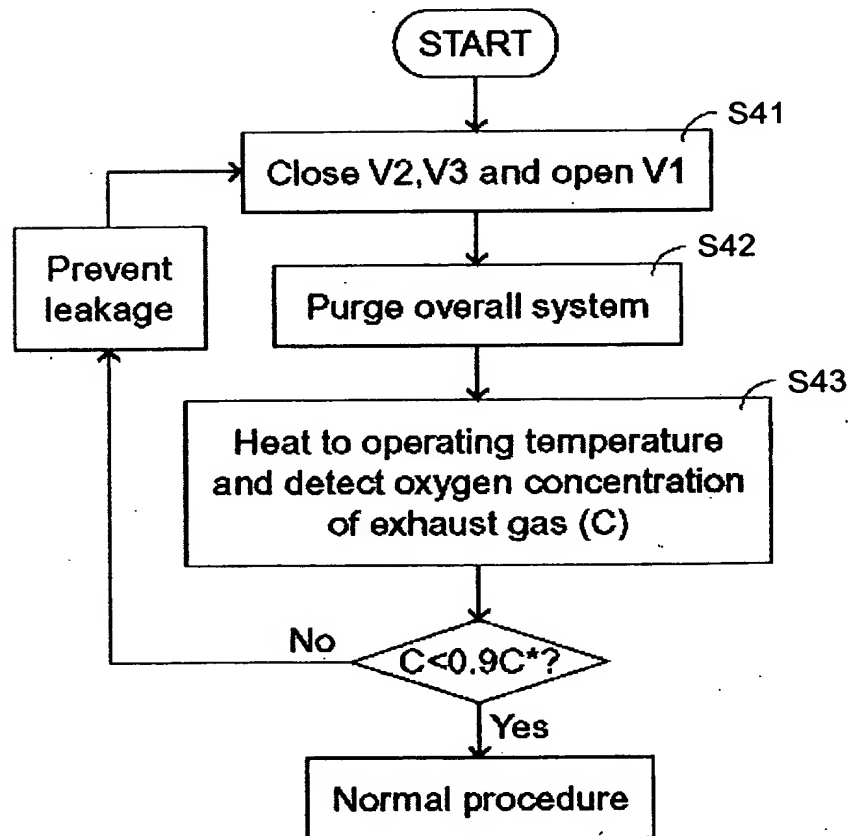 START
S41
Close V2,V3 and open V1
Prevent
leakage
S42
Purge overall system
S43
Heat to operating temperature
and detect oxygen concentration
of exhaust gas (C)
No
C<0.9C*?
Yes
Normal procedure